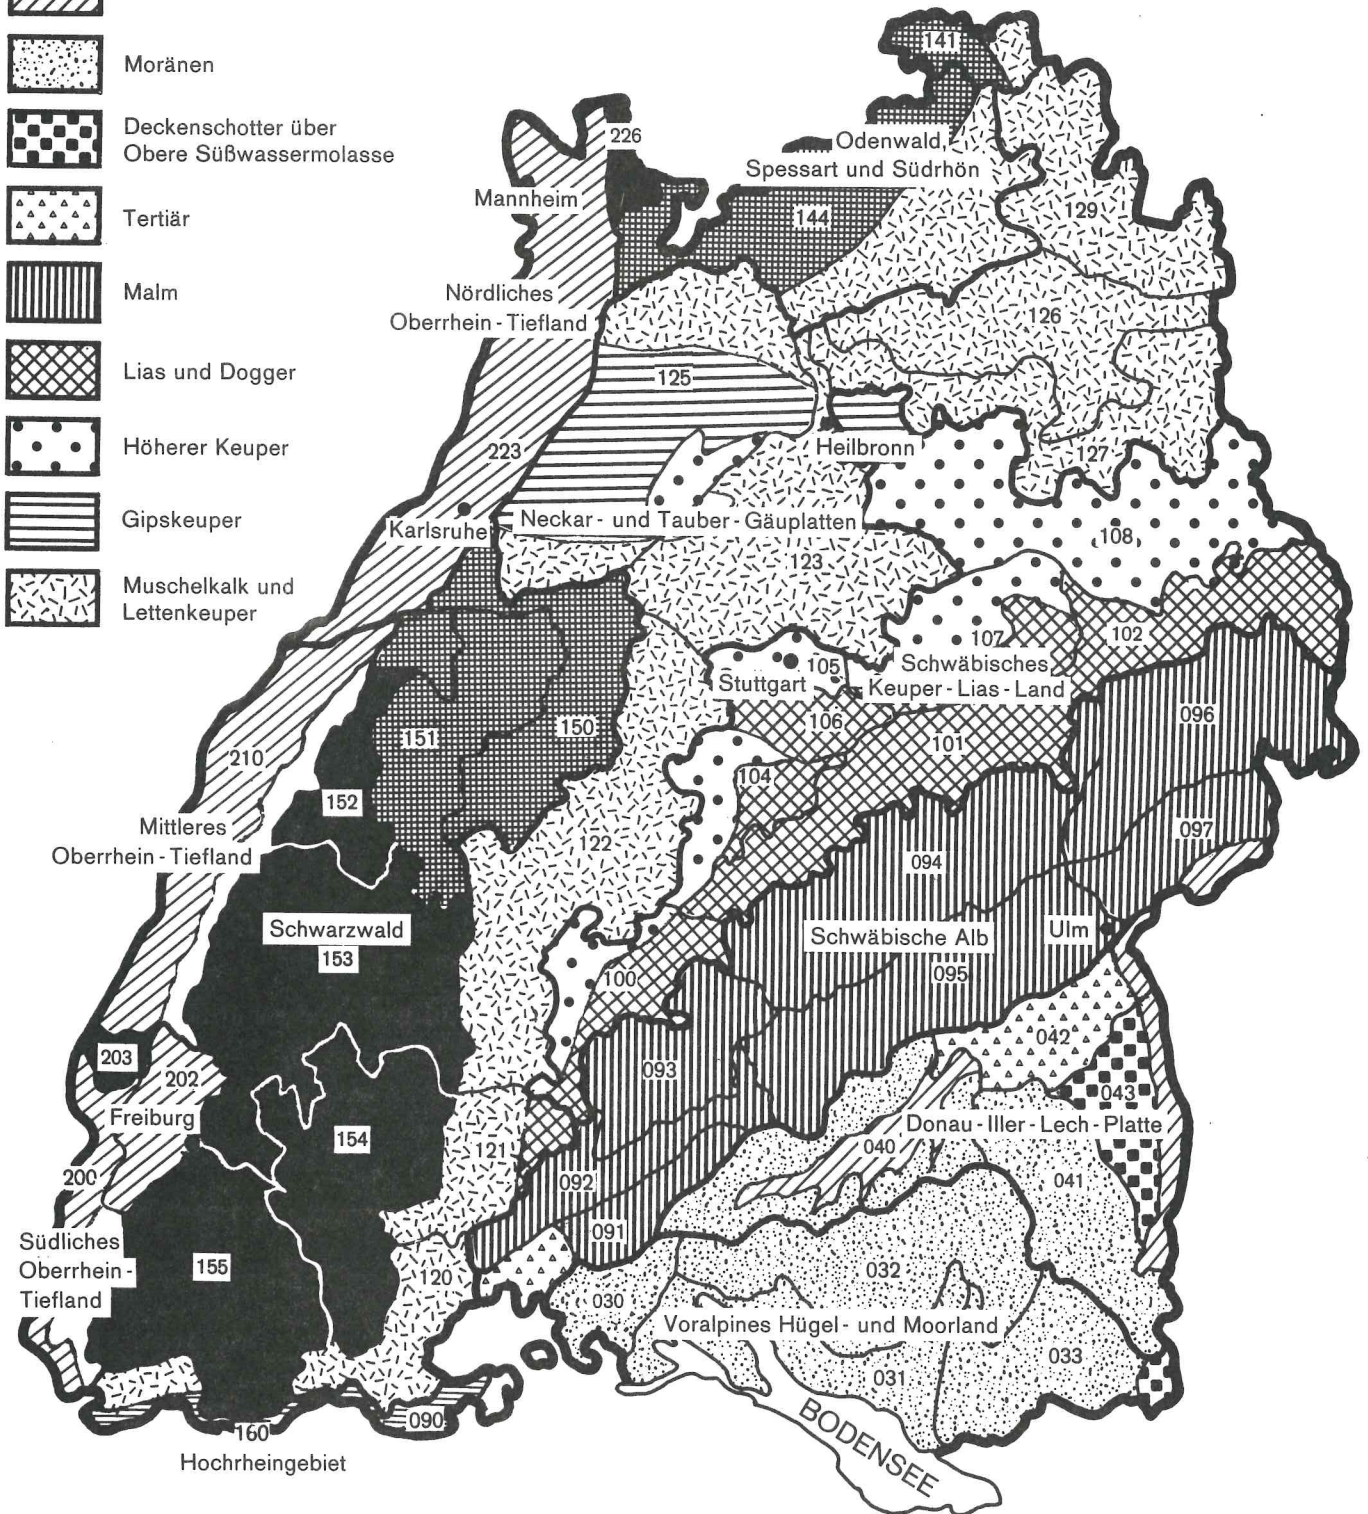 Moränen
Deckenschotter über
Obere Süßwassermolasse
Tertiär
Malm
Lias und Dogger
Höherer Keuper
Gipskeuper
Muschelkalk und
Lettenkeuper
141
226
Odenwald,
Spessart und Südrhön
Mannheim
144
129
Nördliches
Oberrhein-Tiefland
126
125
Heilbronn
127
223
Karlsruhe
Neckar- und Tauber-Gäuplatten
108
123
107
102
105
Schwäbisches
Keuper-Lias-Land
Stuttgart
096
106
151
150
101
210
104
152
Mittleres
Oberrhein-Tiefland
097
122
094
Schwarzwald
Schwäbische Alb
Ulm
153
100
095
042
203
093
202
043
Freiburg
Donau-Iller-Lech-Platte
154
040
121
200
092
041
091
Südliches
Oberrhein-
Tiefland
155
120
032
030
Voralpines Hügel- und Moorland
033
031
090
160
BODENSEE
Hochrheingebiet